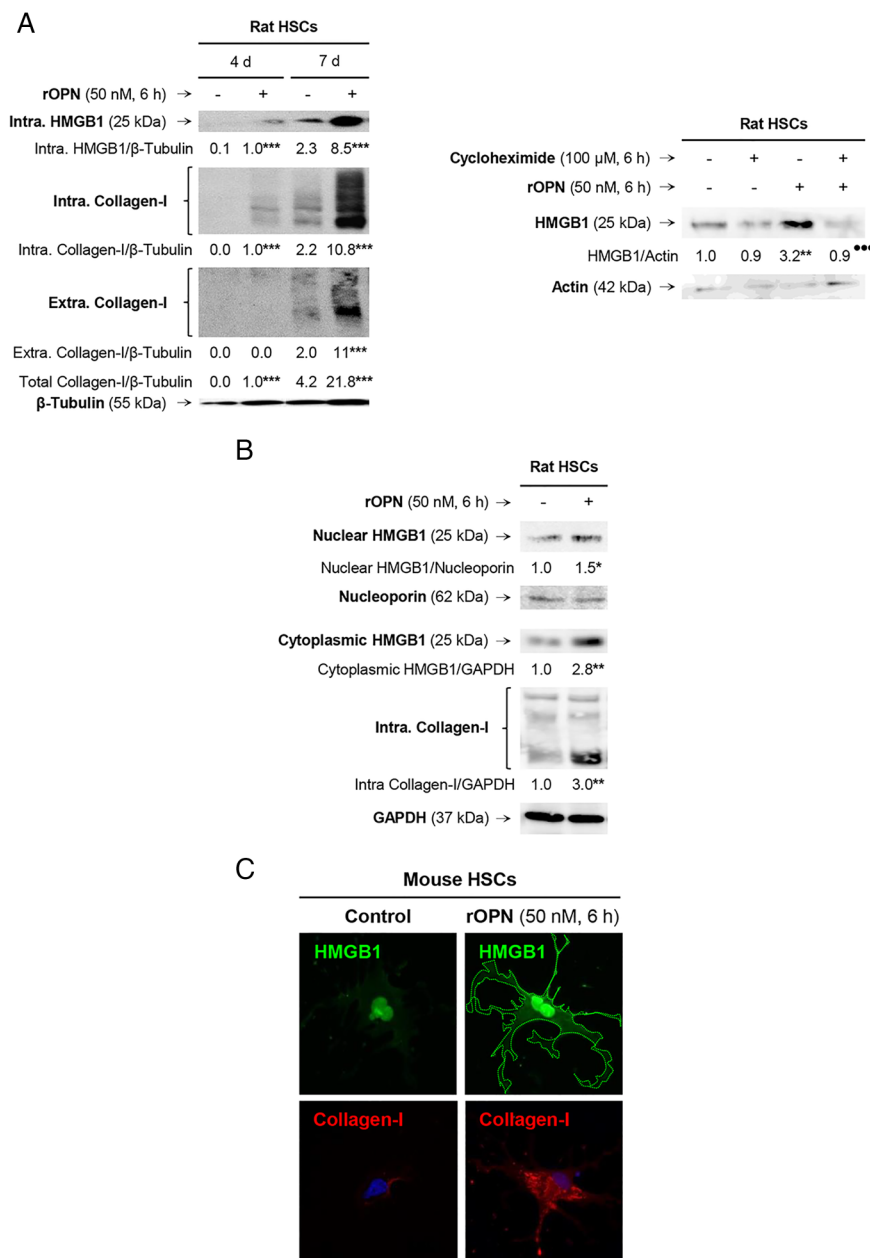 A
Rat HSCs
4 d 7 d
rOPN (50 nM, 6 h) → - + - +
Intra. HMGB1 (25 kDa) →
Intra. HMGB1/β-Tubulin 0.1 1.0*** 2.3 8.5***
Intra. Collagen-I
Intra. Collagen-I/β-Tubulin 0.0 1.0*** 2.2 10.8***
Extra. Collagen-I
Extra. Collagen-I/β-Tubulin 0.0 0.0 2.0 11***
Total Collagen-I/β-Tubulin 0.0 1.0*** 4.2 21.8***
β-Tubulin (55 kDa) →
Rat HSCs
Cycloheximide (100 µM, 6 h) → - + - +
rOPN (50 nM, 6 h) → - - + +
HMGB1 (25 kDa) →
HMGB1/Actin 1.0 0.9 3.2** 0.9•••
Actin (42 kDa) →
B
Rat HSCs
rOPN (50 nM, 6 h) → - +
Nuclear HMGB1 (25 kDa) →
Nuclear HMGB1/Nucleoporin 1.0 1.5*
Nucleoporin (62 kDa) →
Cytoplasmic HMGB1 (25 kDa) →
Cytoplasmic HMGB1/GAPDH 1.0 2.8**
Intra. Collagen-I
Intra Collagen-I/GAPDH 1.0 3.0**
GAPDH (37 kDa) →
C
Mouse HSCs
Control rOPN (50 nM, 6 h)
HMGB1 HMGB1
Collagen-I Collagen-I